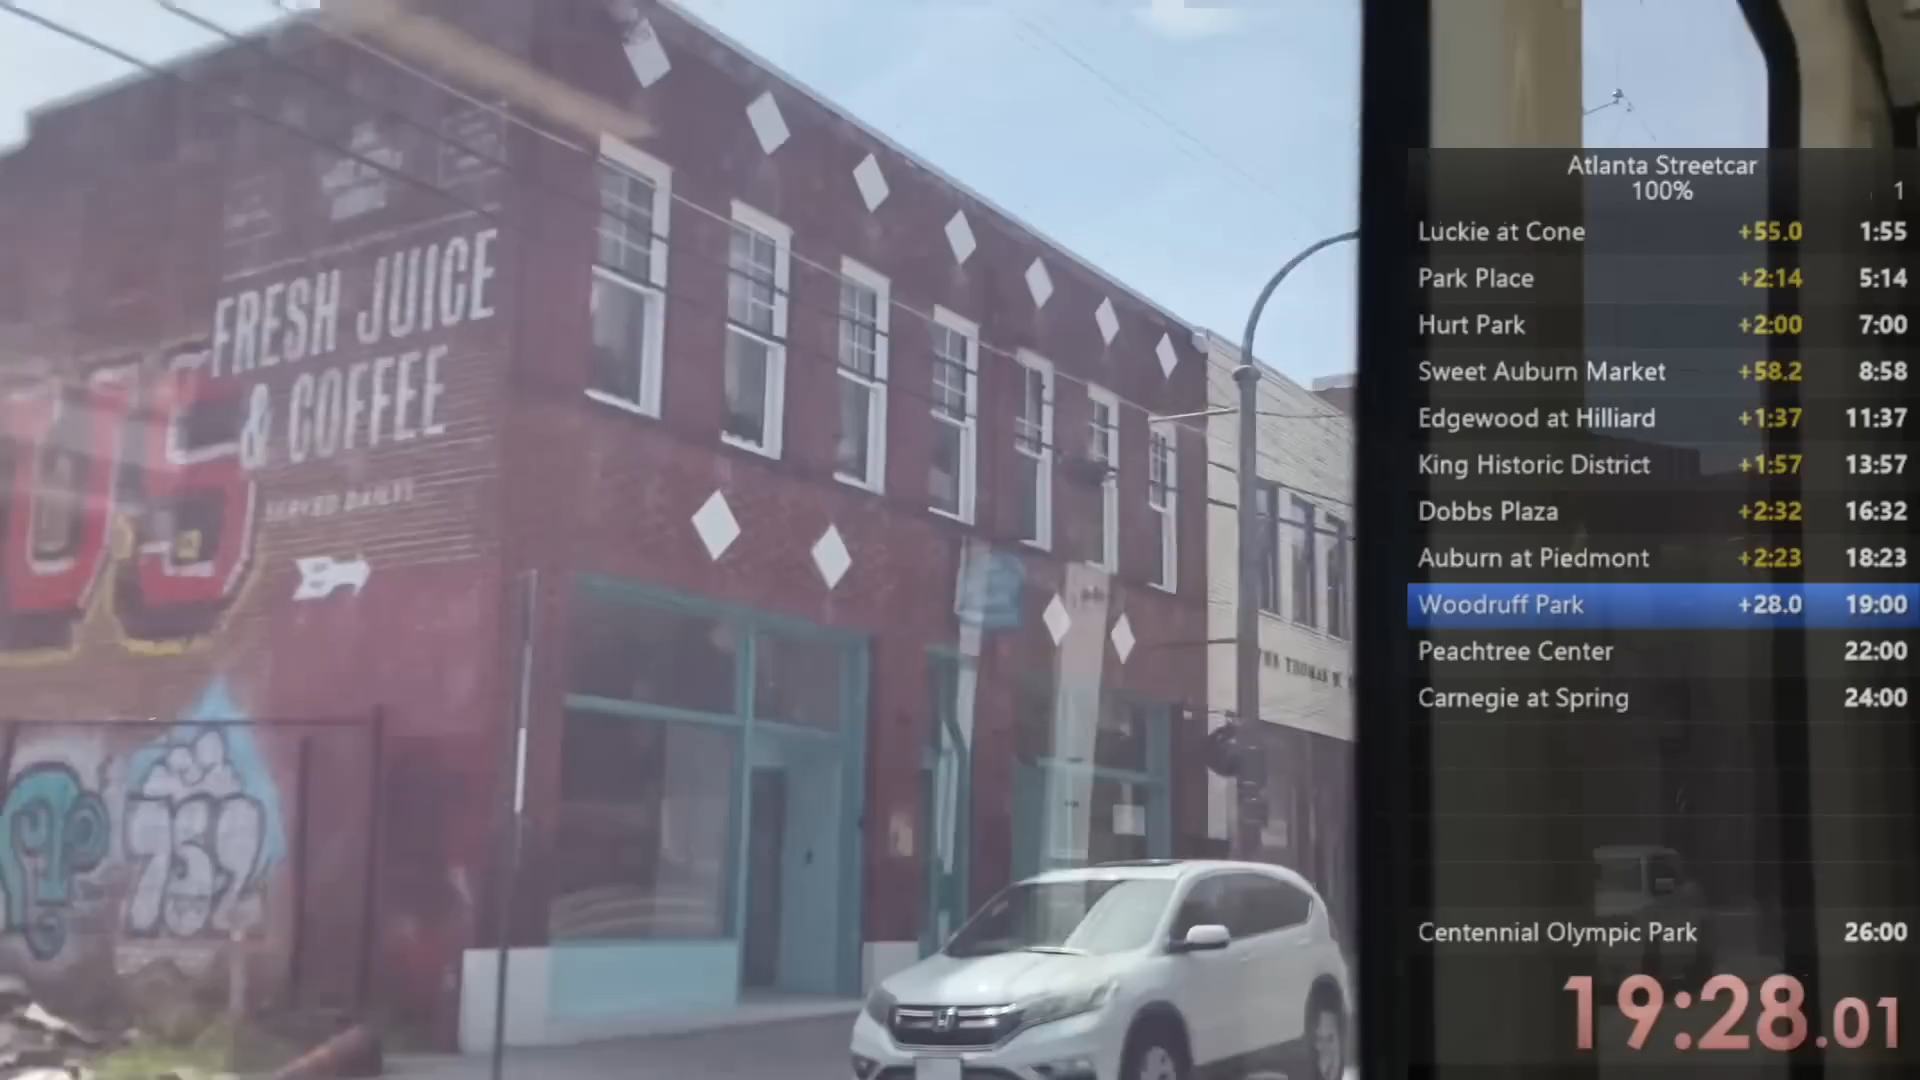 FRESH JUICE
& COFFEE
SERVED DAILY!
US
759
Atlanta Streetcar
100% 1
Luckie at Cone +55.0 1:55
Park Place +2:14 5:14
Hurt Park +2:00 7:00
Sweet Auburn Market +58.2 8:58
Edgewood at Hilliard +1:37 11:37
King Historic District +1:57 13:57
Dobbs Plaza +2:32 16:32
Auburn at Piedmont +2:23 18:23
Woodruff Park +28.0 19:00
Peachtree Center 22:00
Carnegie at Spring 24:00
Centennial Olympic Park 26:00
19:28.01